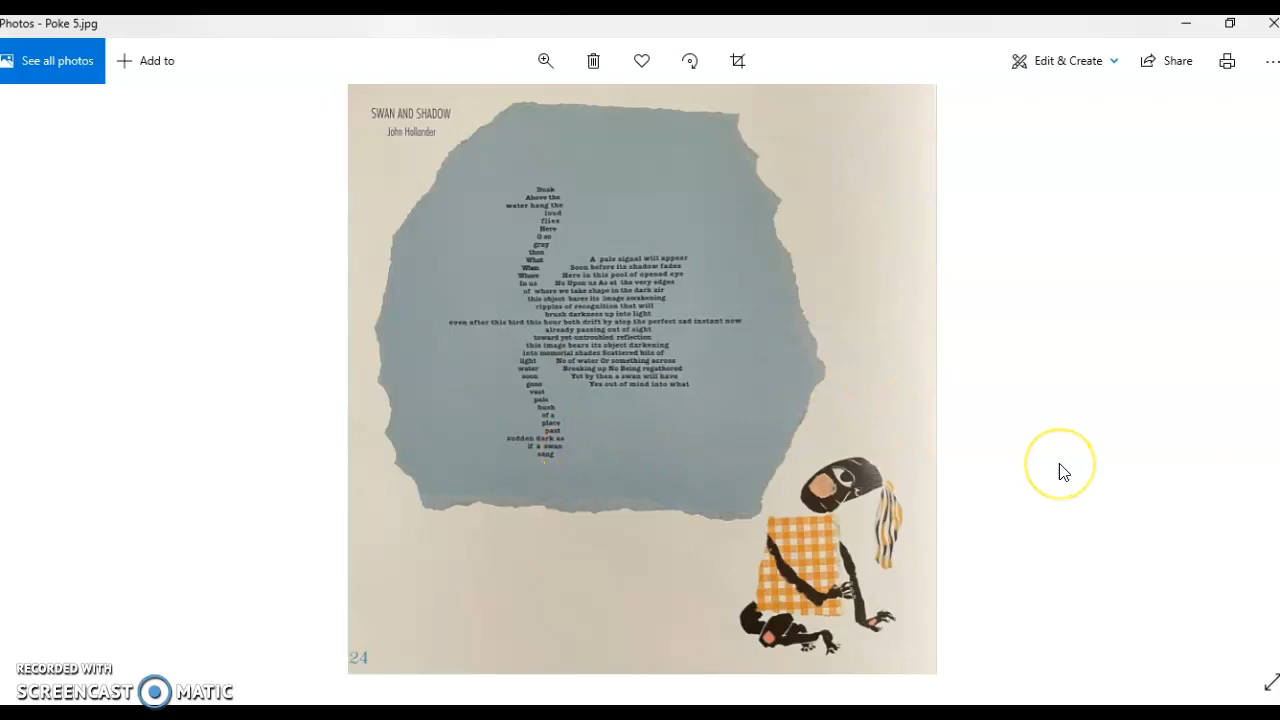 Photos - Poke 5.jpg
See all photos
Add to
Edit & Create
Share
SWAN AND SHADOW
John Hollander
Dusk
Above the
water hang the
loud
flies
Here
O so
gray
then
What A pale signal will appear
When Soon before its shadow fades
Where Here in this pool of opened eye
In us No Upon us As at the very edges
of where we take shape in the dark air
this object bares its image awakening
ripples of recognition that will
brush darkness up into light
even after this bird this hour both drift by atop the perfect sad instant now
already passing out of sight
toward yet-untroubled reflection
this image bears its object darkening
into memorial shades Scattered bits of
light No of water Or something across
water Breaking up No Being regathered
soon Yet by then a swan will have
gone Yes out of mind into what
vast
pale
hush
of a
place
past
sudden dark as
if a swan
sang
24
RECORDED WITH
SCREENCAST MATIC